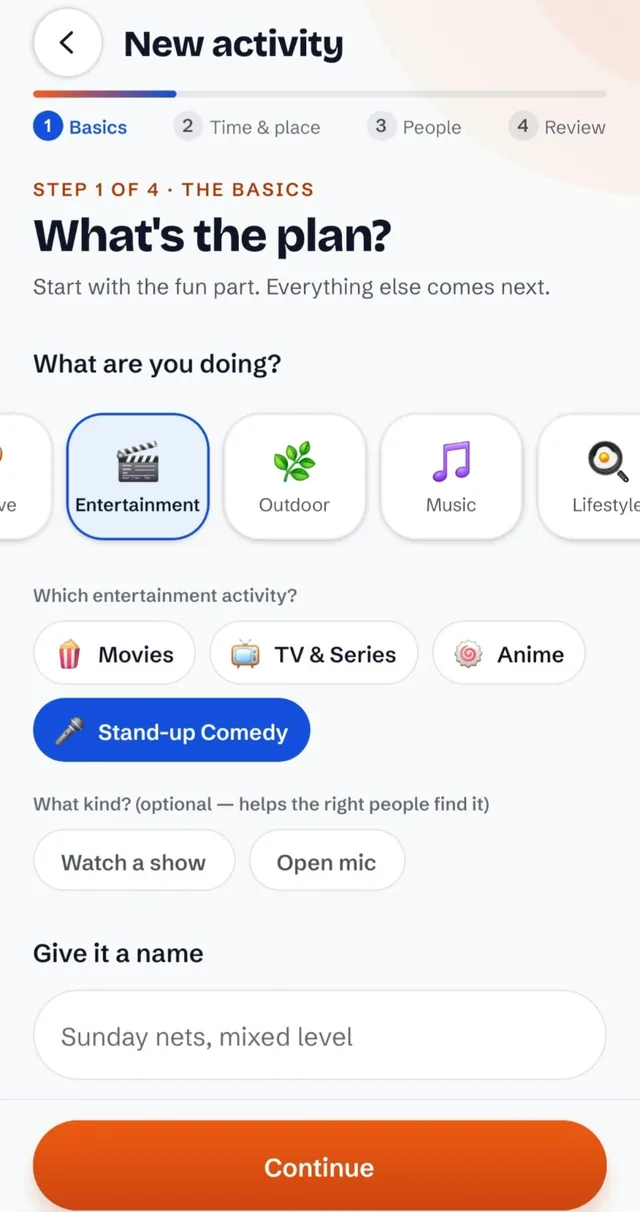 New activity
1 Basics 2 Time & place 3 People 4 Review
STEP 1 OF 4 · THE BASICS
What's the plan?
Start with the fun part. Everything else comes next.
What are you doing?
ve Entertainment Outdoor Music Lifestyle
Which entertainment activity?
Movies TV & Series Anime
Stand-up Comedy
What kind? (optional — helps the right people find it)
Watch a show Open mic
Give it a name
Sunday nets, mixed level
Continue